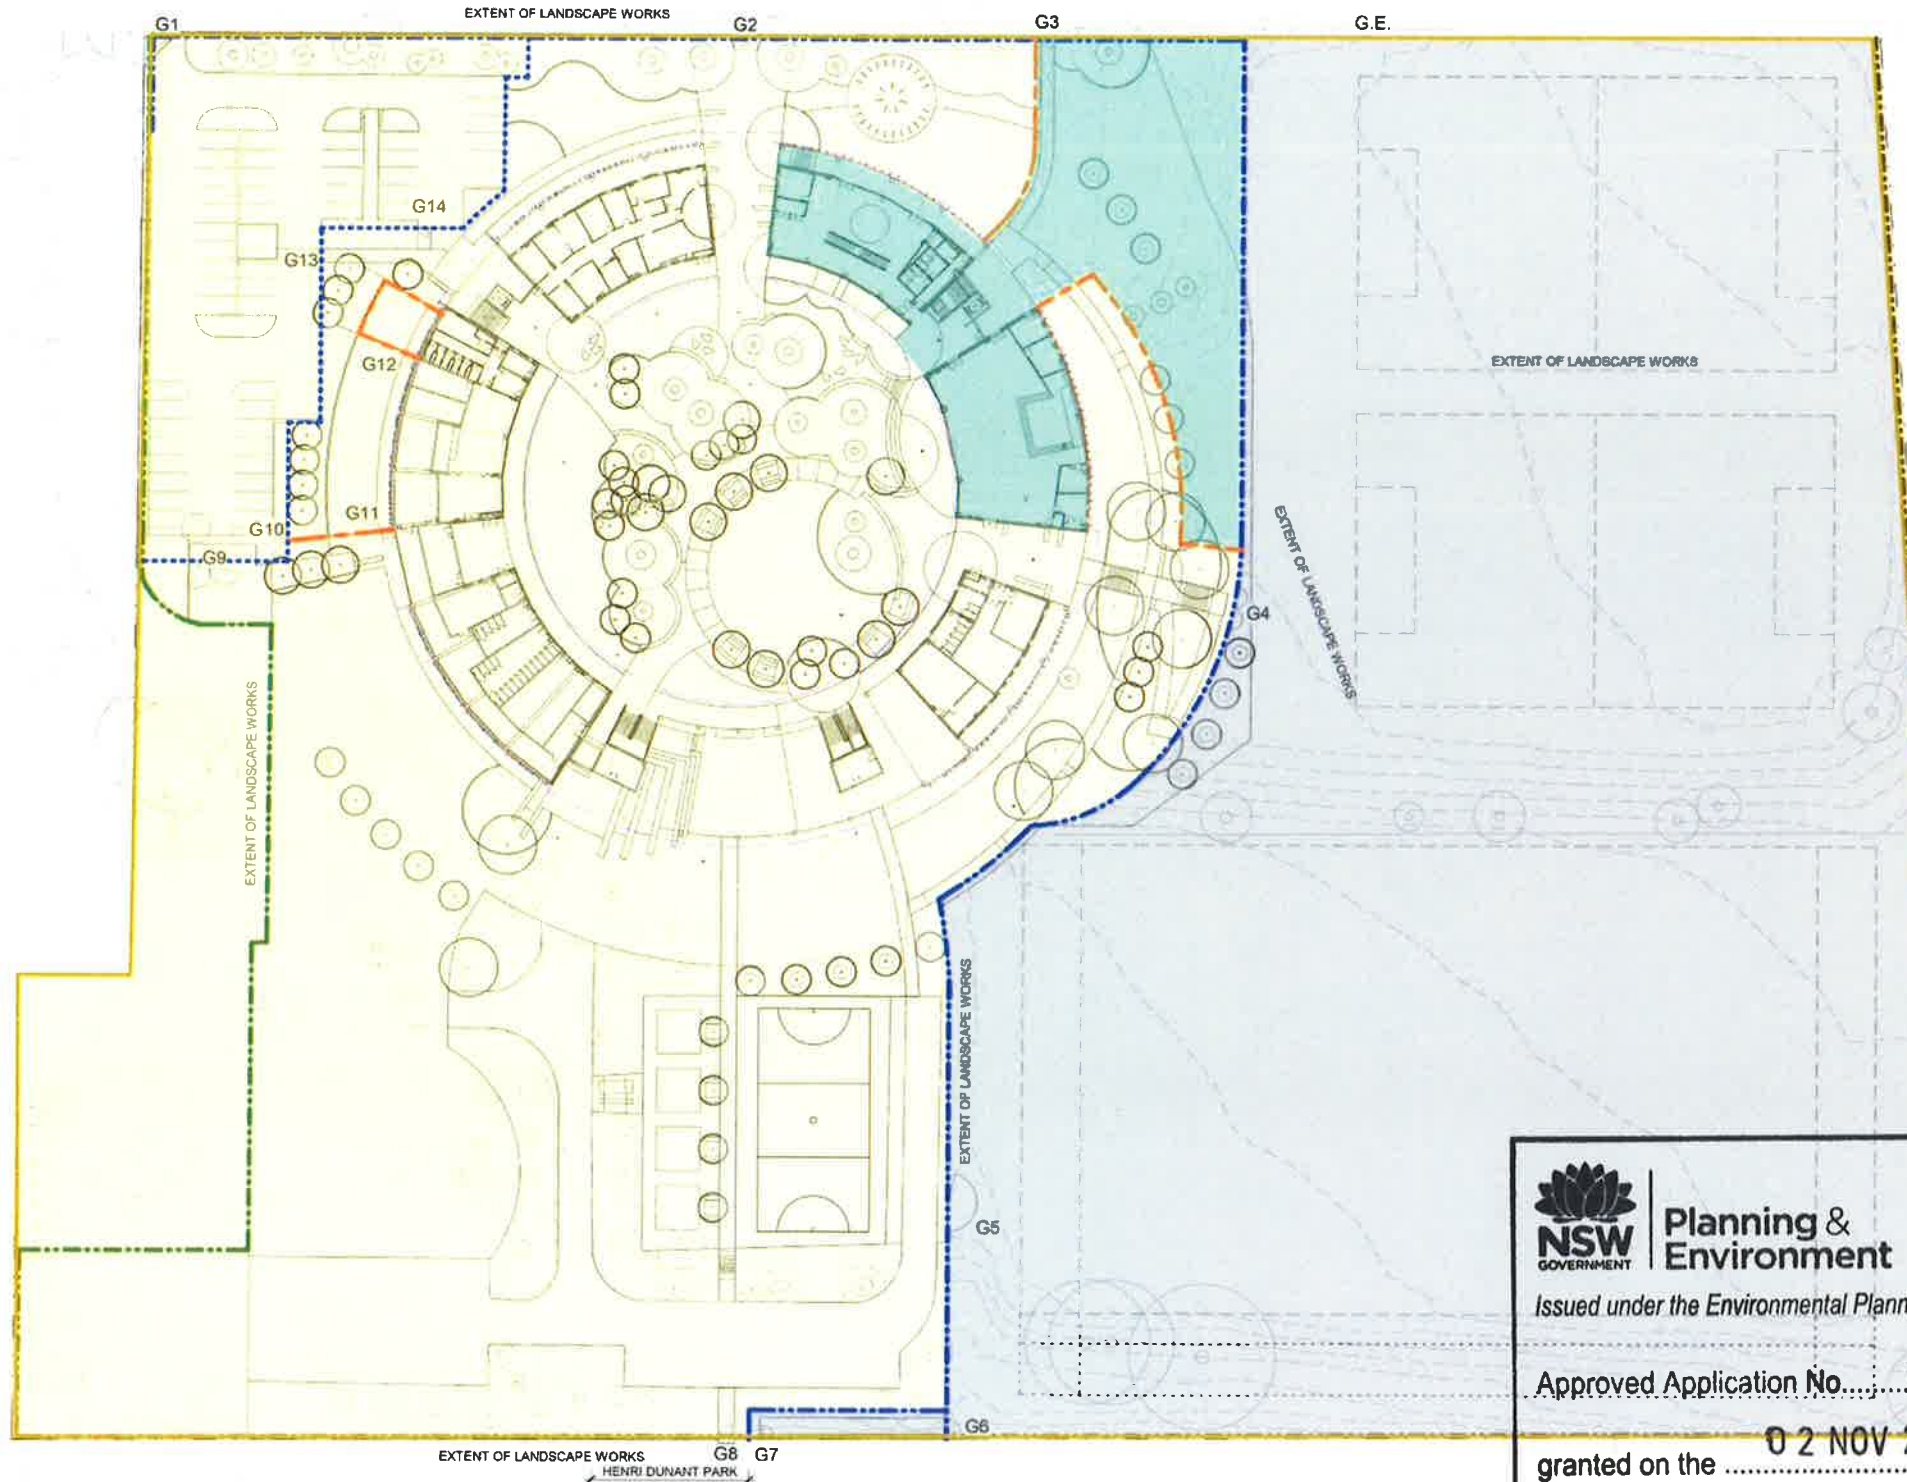 G1
EXTENT OF LANDSCAPE WORKS
G2
G3
G.E.
G14
G13
G12
EXTENT OF LANDSCAPE WORKS
G11
G10
G9
EXTENT OF LANDSCAPE WORKS
G4
EXTENT OF LANDSCAPE WORKS
EXTENT OF LANDSCAPE WORKS
G5
G6
EXTENT OF LANDSCAPE WORKS
G8 G7
HENRI DUNANT PARK
NSW
GOVERNMENT
Planning &
Environment
Issued under the Environmental Plann
Approved Application No.
0 2 NOV 2
granted on the